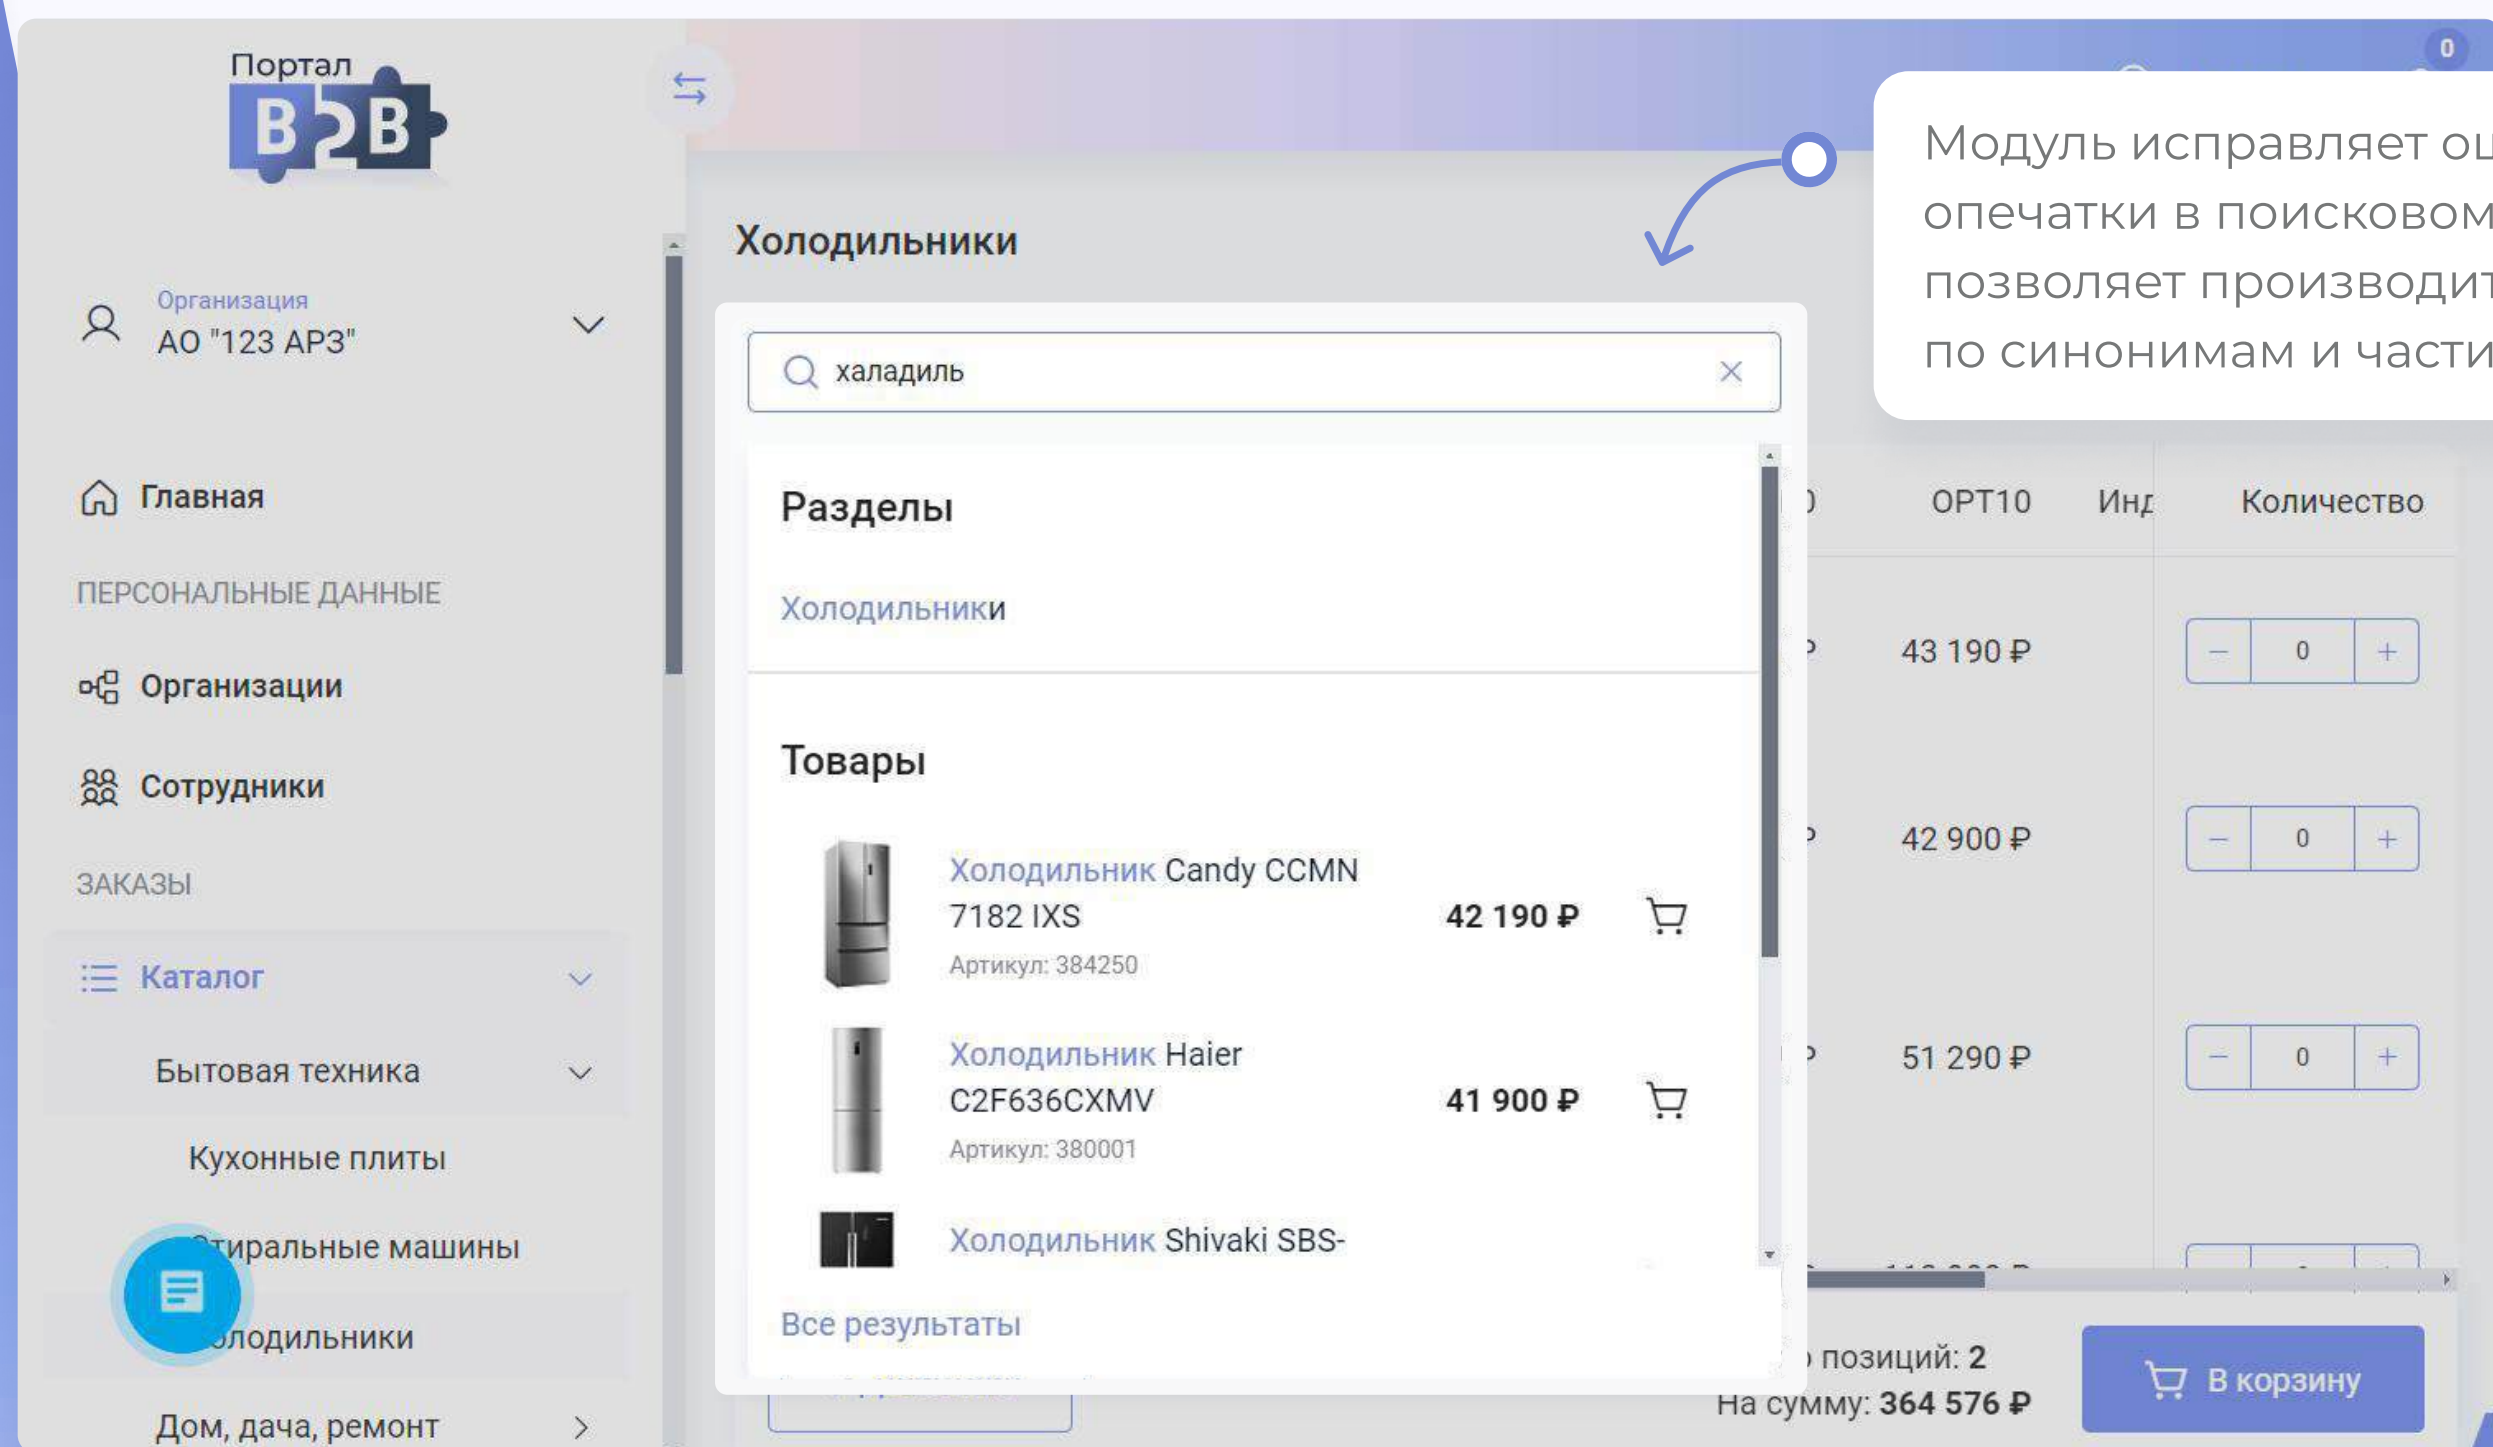 Портал
B2B
0
Модуль исправляет
опечатки в поисковом
позволяет
по синонимам и части
Организация
АО "123 АРЗ"
Главная
ПЕРСОНАЛЬНЫЕ ДАННЫЕ
Организации
Сотрудники
ЗАКАЗЫ
Каталог
Бытовая техника
Кухонные плиты
машины
Дом, дача, ремонт
Холодильники
халадиль
Разделы
Холодильники
Товары
Холодильник Candy CCMN
7182 IXS
42 190 ₽
Артикул: 384250
Холодильник Haier
C2F636CXMV
41 900 ₽
Артикул: 380001
Холодильник Shivaki SBS-
Все результаты
OPT10 Количество
43 190 ₽ − 0 +
42 900 ₽ − 0 +
51 290 ₽ − 0 +
позиций: 2
На сумму: 364 576 ₽
В корзину